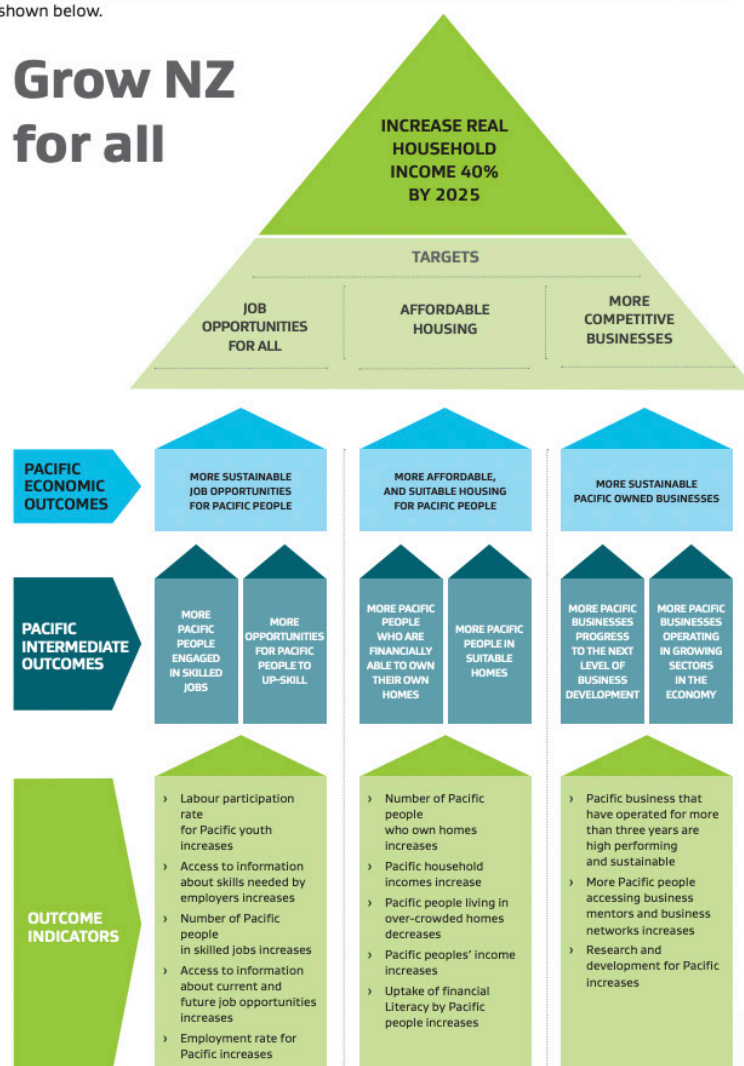 shown below.
Grow NZ
for all
INCREASE REAL
HOUSEHOLD
INCOME 40%
BY 2025
TARGETS
JOB
OPPORTUNITIES
FOR ALL
AFFORDABLE
HOUSING
MORE
COMPETITIVE
BUSINESSES
PACIFIC
ECONOMIC
OUTCOMES
MORE SUSTAINABLE
JOB OPPORTUNITIES
FOR PACIFIC PEOPLE
MORE AFFORDABLE,
AND SUITABLE HOUSING
FOR PACIFIC PEOPLE
MORE SUSTAINABLE
PACIFIC OWNED BUSINESSES
PACIFIC
INTERMEDIATE
OUTCOMES
MORE
PACIFIC
PEOPLE
ENGAGED
IN SKILLED
JOBS
MORE
OPPORTUNITIES
FOR PACIFIC
PEOPLE TO
UP-SKILL
MORE PACIFIC
PEOPLE
WHO ARE
FINANCIALLY
ABLE TO OWN
THEIR OWN
HOMES
MORE PACIFIC
PEOPLE IN
SUITABLE
HOMES
MORE PACIFIC
BUSINESSES
PROGRESS
TO THE NEXT
LEVEL OF
BUSINESS
DEVELOPMENT
MORE PACIFIC
BUSINESSES
OPERATING
IN GROWING
SECTORS
IN THE
ECONOMY
OUTCOME
INDICATORS
› Labour participation
rate
for Pacific youth
increases
› Access to information
about skills needed by
employers increases
› Number of Pacific
people
in skilled jobs increases
› Access to information
about current and
future job opportunities
increases
› Employment rate for
Pacific increases
› Number of Pacific
people
who own homes
increases
› Pacific household
incomes increase
› Pacific people living in
over-crowded homes
decreases
› Pacific peoples' income
increases
› Uptake of financial
Literacy by Pacific
people increases
› Pacific business that
have operated for more
than three years are
high performing
and sustainable
› More Pacific people
accessing business
mentors and business
networks increases
› Research and
development for Pacific
increases